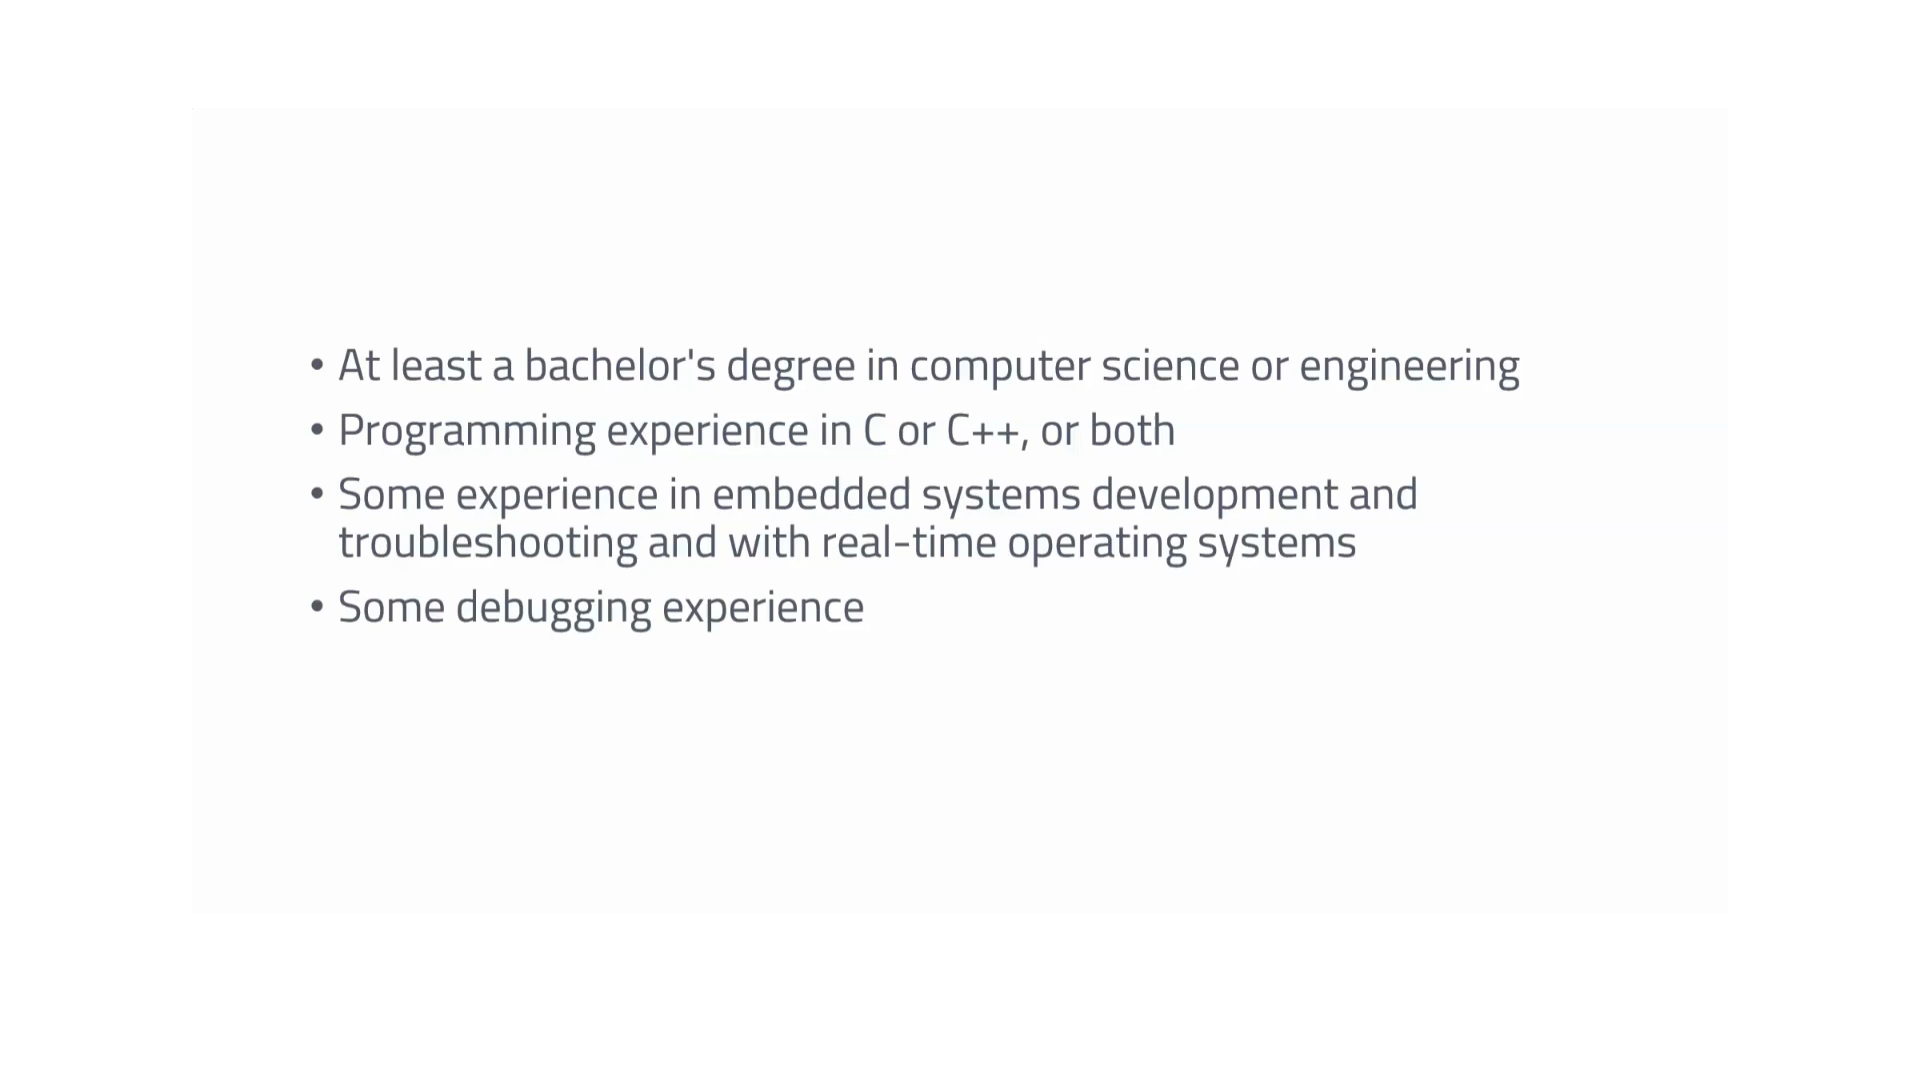 • At least a bachelor's degree in computer science or engineering
• Programming experience in C or C++, or both
• Some experience in embedded systems development and
troubleshooting and with real-time operating systems
• Some debugging experience